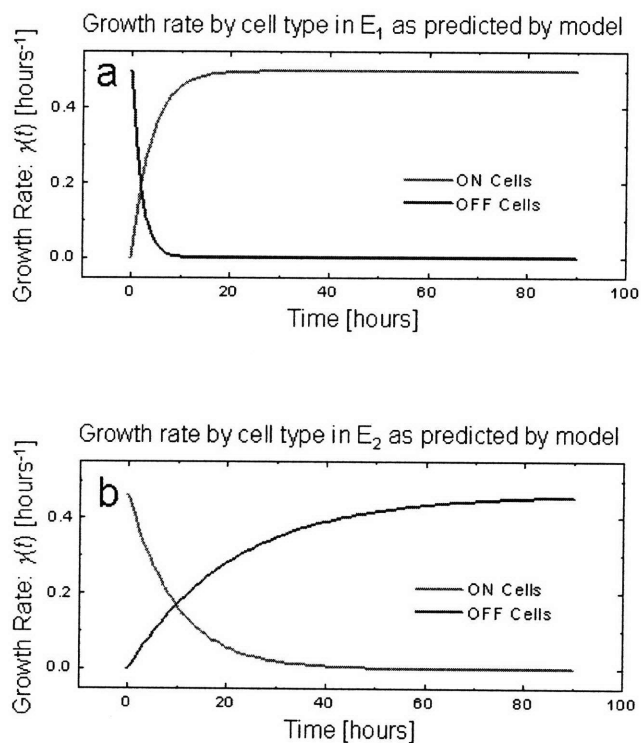 Growth rate by cell type in E₁ as predicted by model
a
Growth Rate: γ(t) [hours⁻¹]
0.4
0.2
0.0
ON Cells
OFF Cells
0 20 40 60 80 100
Time [hours]
Growth rate by cell type in E₂ as predicted by model
b
Growth Rate: γ(t) [hours⁻¹]
0.4
0.2
0.0
ON Cells
OFF Cells
0 20 40 60 80 100
Time [hours]